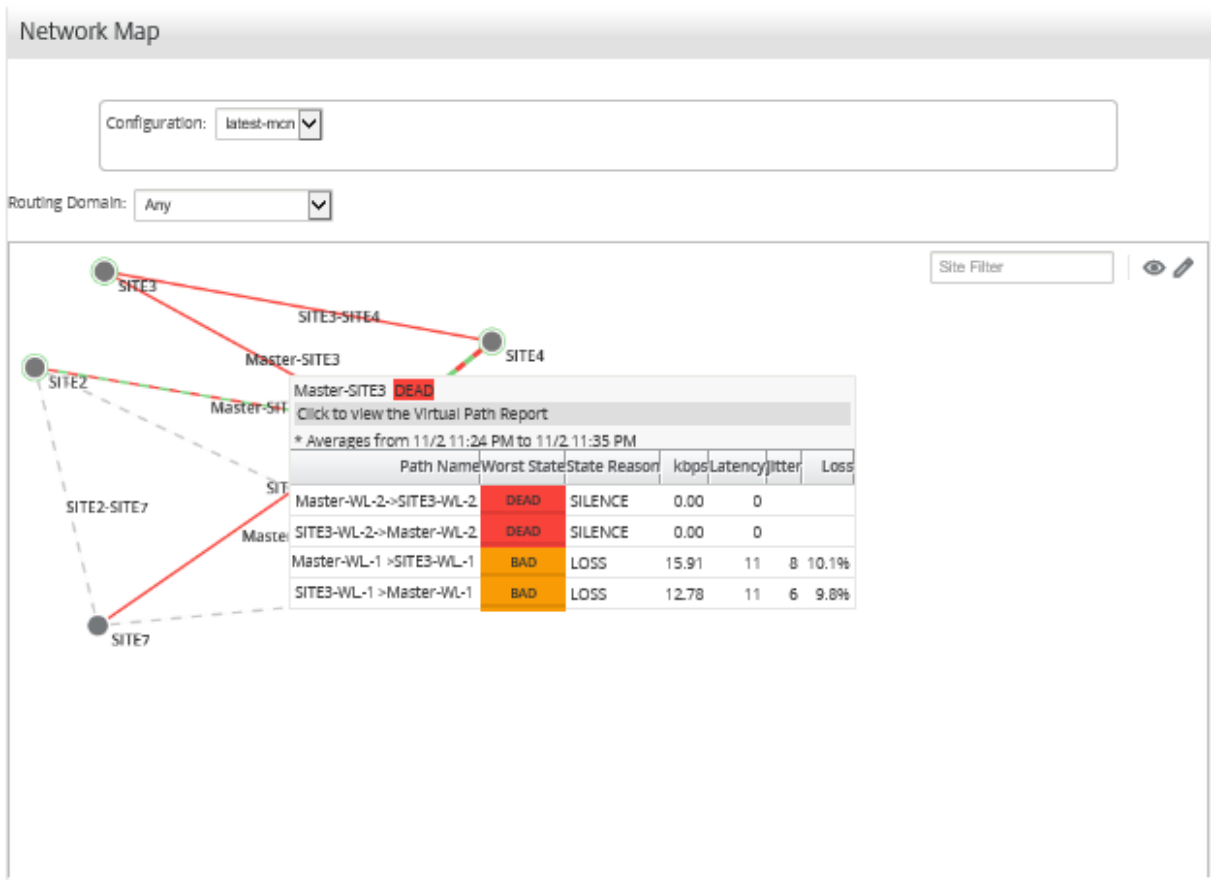 Network Map
Configuration: latest-mcn
Routing Domain: Any
Site Filter
SITE3
SITE3-SITE4
Master-SITE3
SITE4
SITE2
Master-SIT
Master-SITE3 DEAD
Click to view the Virtual Path Report
* Averages from 11/2 11:24 PM to 11/2 11:35 PM
Path Name Worst State State Reason kbps Latency Jitter Loss
SIT
Master-WL-2->SITE3-WL-2 DEAD SILENCE 0.00 0
SITE2-SITE7
Maste
SITE3-WL-2->Master-WL-2 DEAD SILENCE 0.00 0
Master-WL-1 >SITE3-WL-1 BAD LOSS 15.91 11 8 10.1%
SITE3-WL-1 >Master-WL-1 BAD LOSS 12.78 11 6 9.8%
SITE7